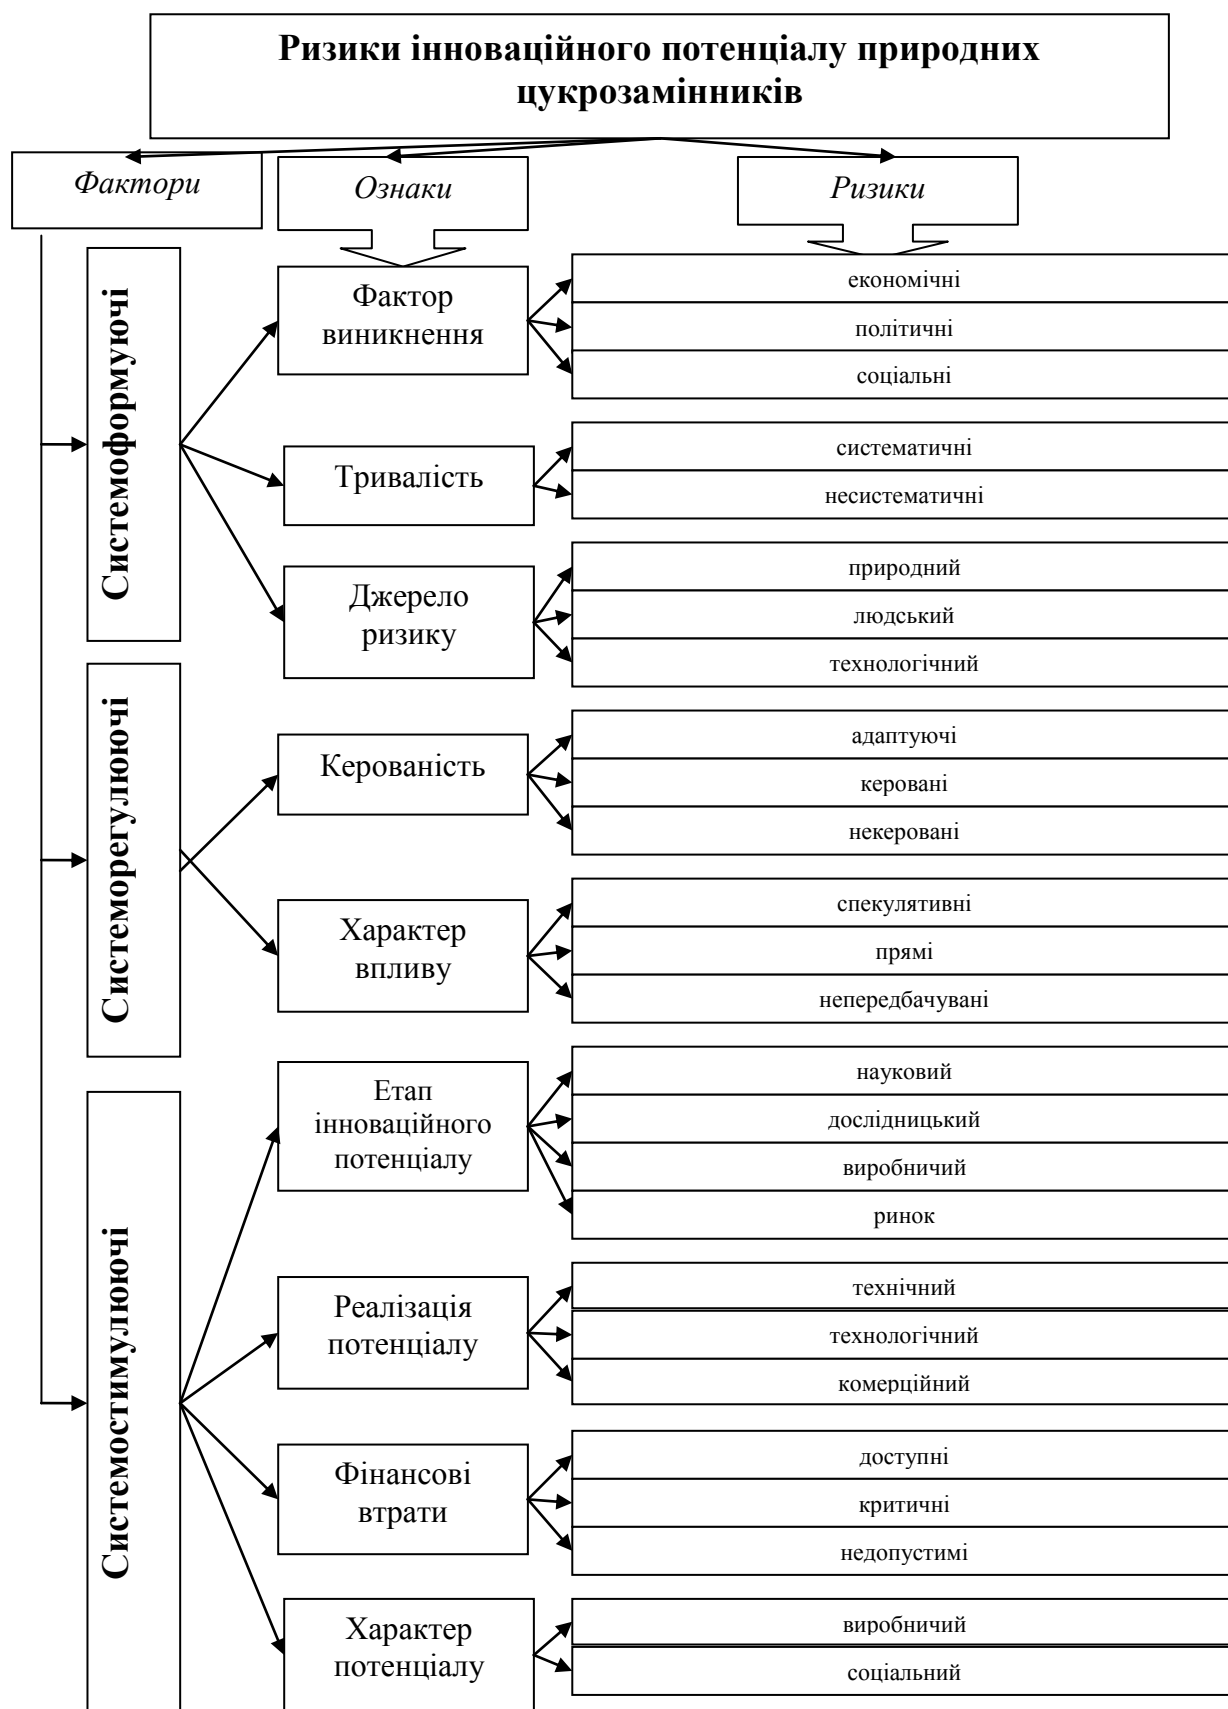 Ризики інноваційного потенціалу природних
цукрозамінників
Фактори
Ознаки
Ризики
Системоформуючі
Фактор
виникнення
економічні
політичні
соціальні
Тривалість
систематичні
несистематичні
Джерело
ризику
природний
людський
технологічний
Системорегулюючі
Керованість
адаптуючі
керовані
некеровані
Характер
впливу
спекулятивні
прямі
непередбачувані
Системостимулюючі
Етап
інноваційного
потенціалу
науковий
дослідницький
виробничий
ринок
Реалізація
потенціалу
технічний
технологічний
комерційний
Фінансові
втрати
доступні
критичні
недопустимі
Характер
потенціалу
виробничий
соціальний